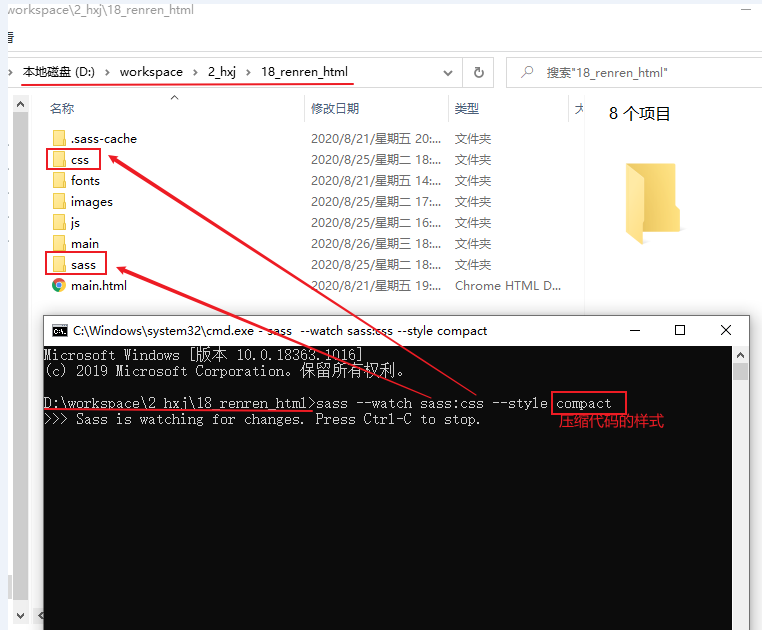 workspace\2_hxj\18_renren_html
看
本地磁盘 (D:) › workspace › 2_hxj › 18_renren_html
搜索"18_renren_html"
名称 修改日期 类型
8 个项目
.sass-cache 2020/8/21/星期五 20:... 文件夹
css 2020/8/25/星期二 18:... 文件夹
fonts 2020/8/21/星期五 14:... 文件夹
images 2020/8/25/星期二 17:... 文件夹
js 2020/8/25/星期二 16:... 文件夹
main 2020/8/26/星期三 18:... 文件夹
sass 2020/8/25/星期二 18:... 文件夹
main.html 2020/8/21/星期五 19:... Chrome HTML D...
C:\Windows\system32\cmd.exe - sass --watch sass:css --style compact
Microsoft Windows [版本 10.0.18363.1016]
(c) 2019 Microsoft Corporation。保留所有权利。
D:\workspace\2_hxj\18_renren_html>sass --watch sass:css --style compact
>>> Sass is watching for changes. Press Ctrl-C to stop.
压缩代码的样式